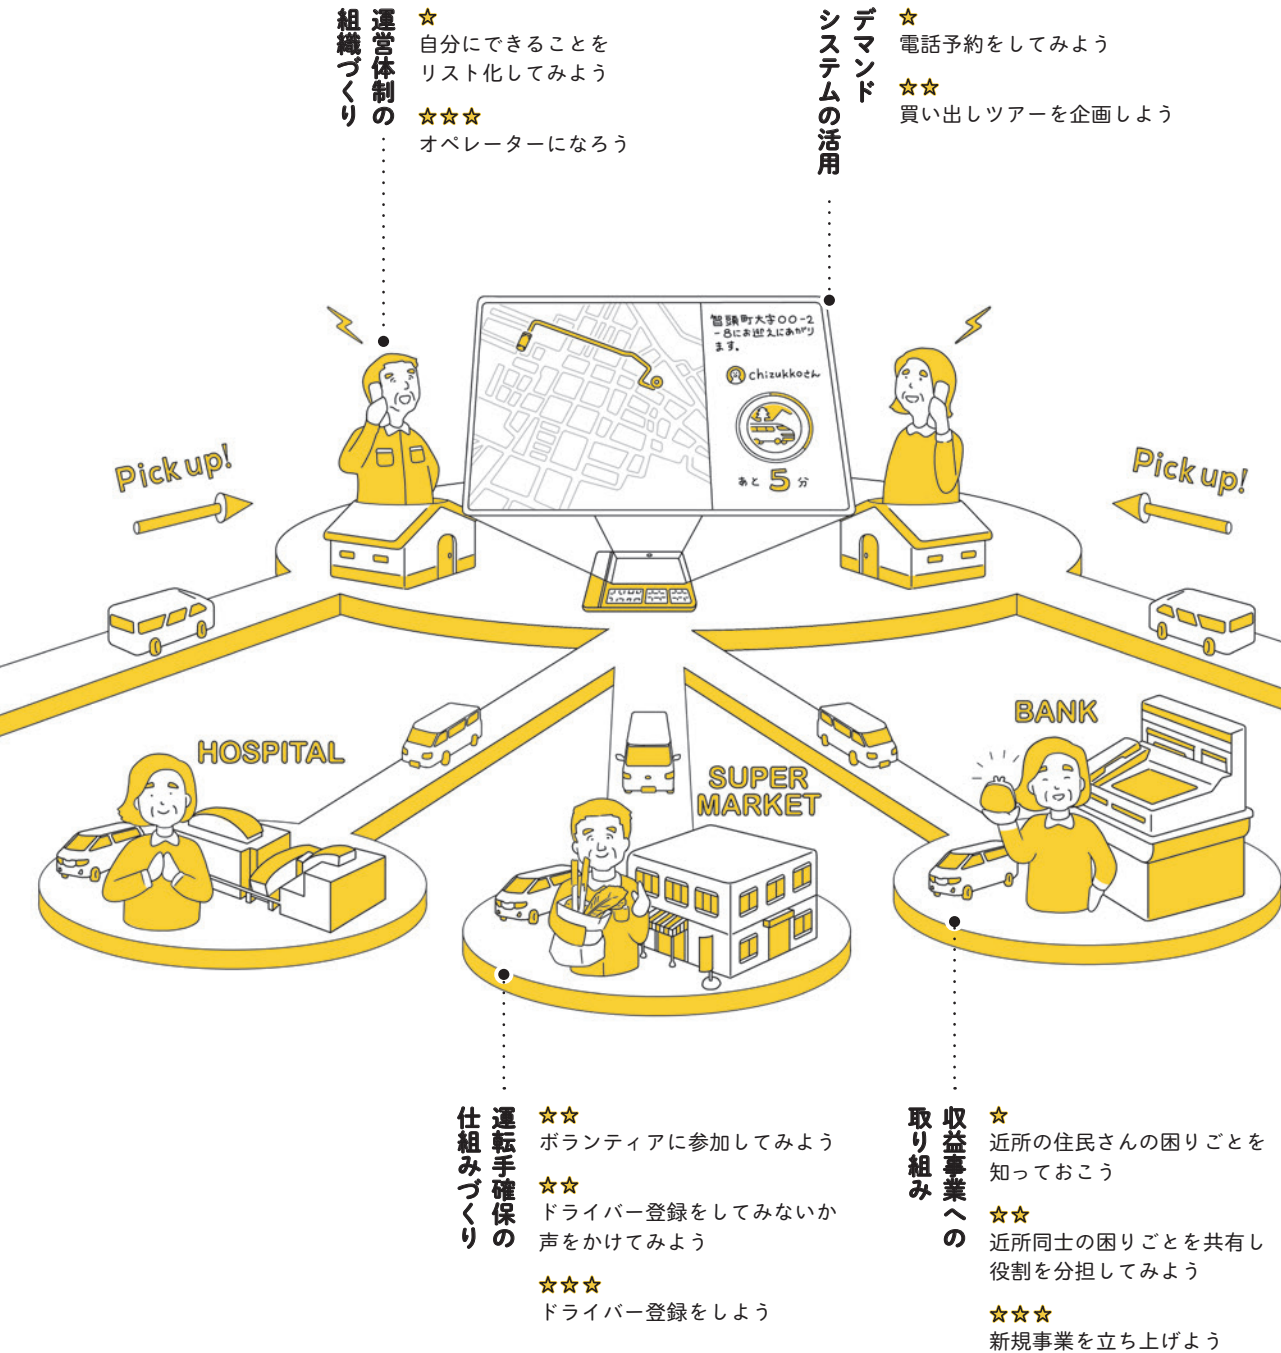 運営体制の
組織づくり
☆
自分にできることを
リスト化してみよう
☆☆☆
オペレーターになろう
デマンド
システムの活用
☆
電話予約をしてみよう
☆☆
買い出しツアーを企画しよう
智頭町大字〇〇-2
-8にお迎えにあがり
ます。
chizukkoさん
あと 5 分
Pick up!
Pick up!
HOSPITAL
SUPER
MARKET
BANK
運転手確保の
仕組みづくり
☆☆
ボランティアに参加してみよう
☆☆
ドライバー登録をしてみないか
声をかけてみよう
☆☆☆
ドライバー登録をしよう
収益事業への
取り組み
☆
近所の住民さんの困りごとを
知っておこう
☆☆
近所同士の困りごとを共有し
役割を分担してみよう
☆☆☆
新規事業を立ち上げよう